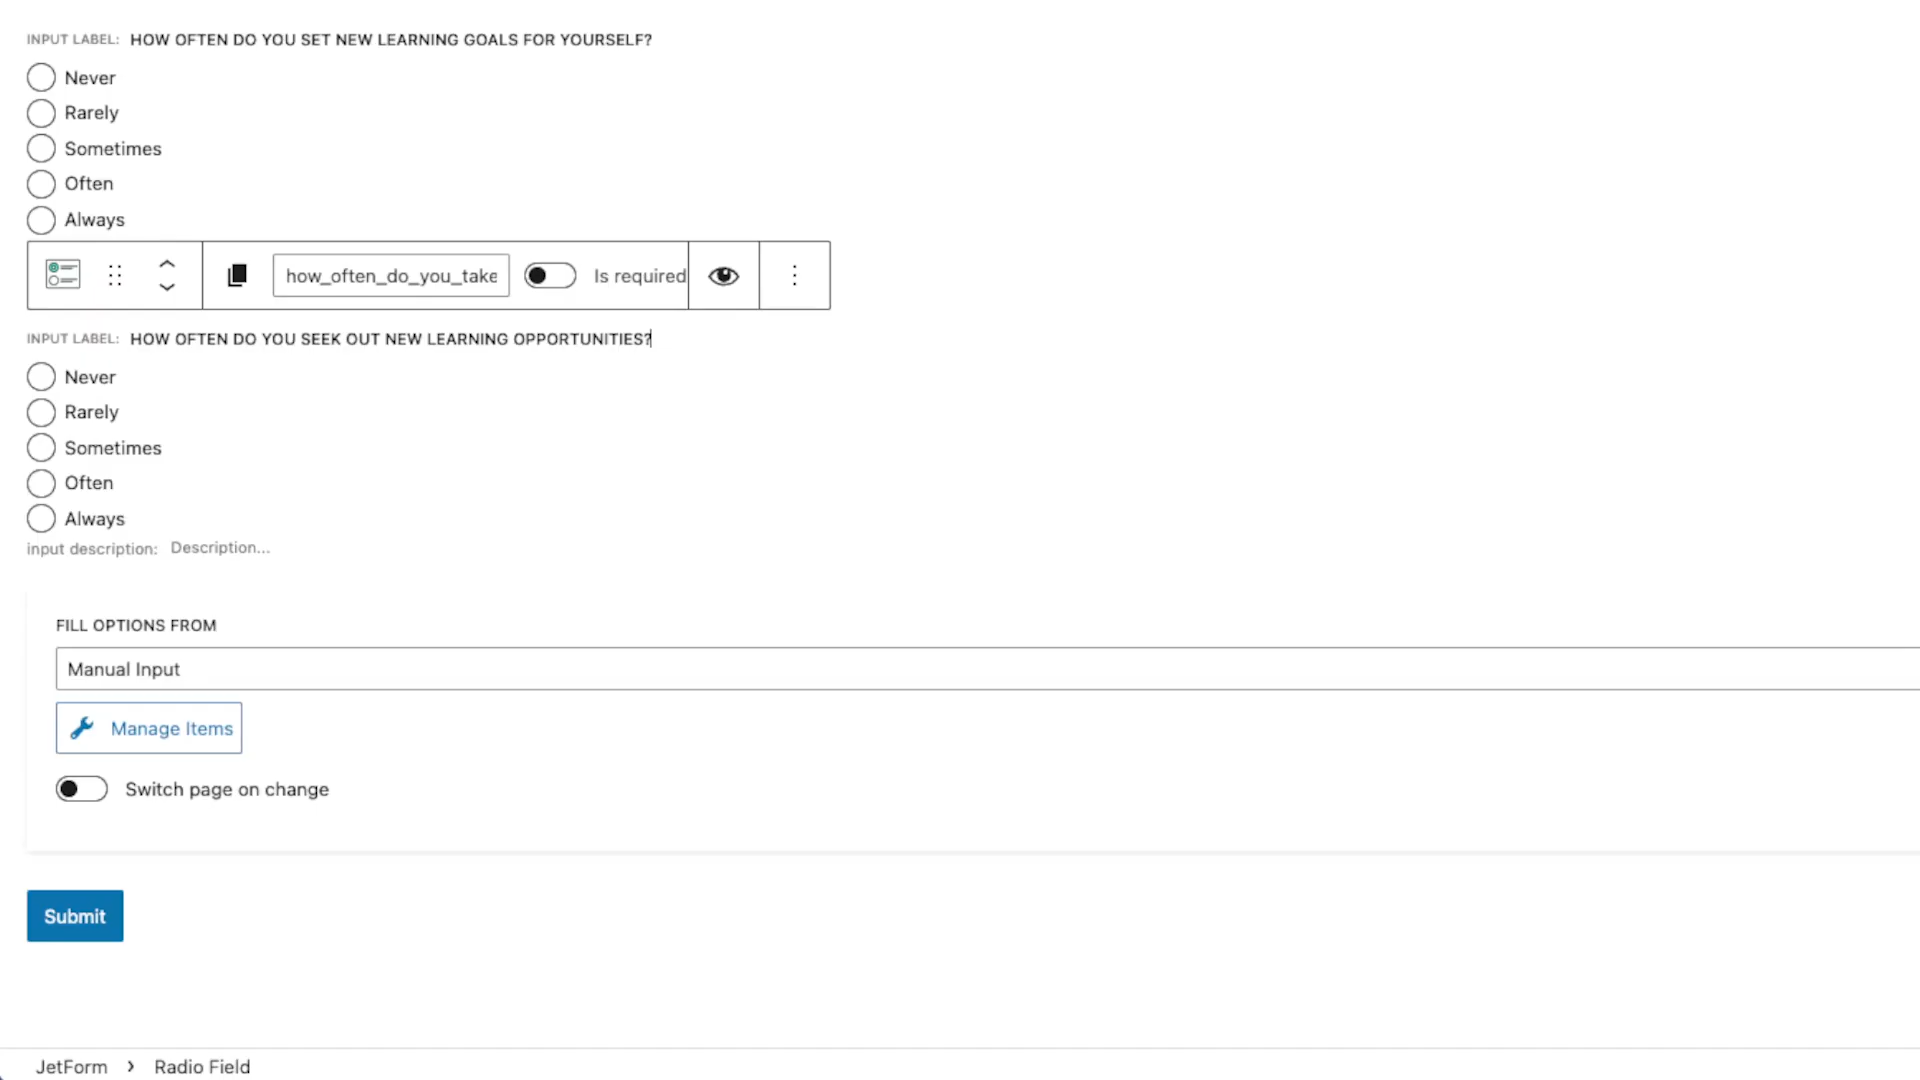 INPUT LABEL: HOW OFTEN DO YOU SET NEW LEARNING GOALS FOR YOURSELF?
Never
Rarely
Sometimes
Often
Always
how_often_do_you_take Is required
INPUT LABEL: HOW OFTEN DO YOU SEEK OUT NEW LEARNING OPPORTUNITIES?
Never
Rarely
Sometimes
Often
Always
input description: Description...
FILL OPTIONS FROM
Manual Input
Manage Items
Switch page on change
Submit
JetForm › Radio Field